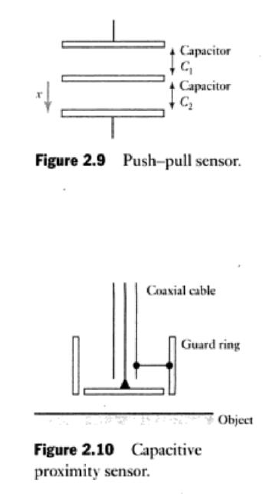 Capacitor
C₁
Capacitor
x
C₂
Figure 2.9 Push–pull sensor.
Coaxial cable
Guard ring
Object
Figure 2.10 Capacitive
proximity sensor.